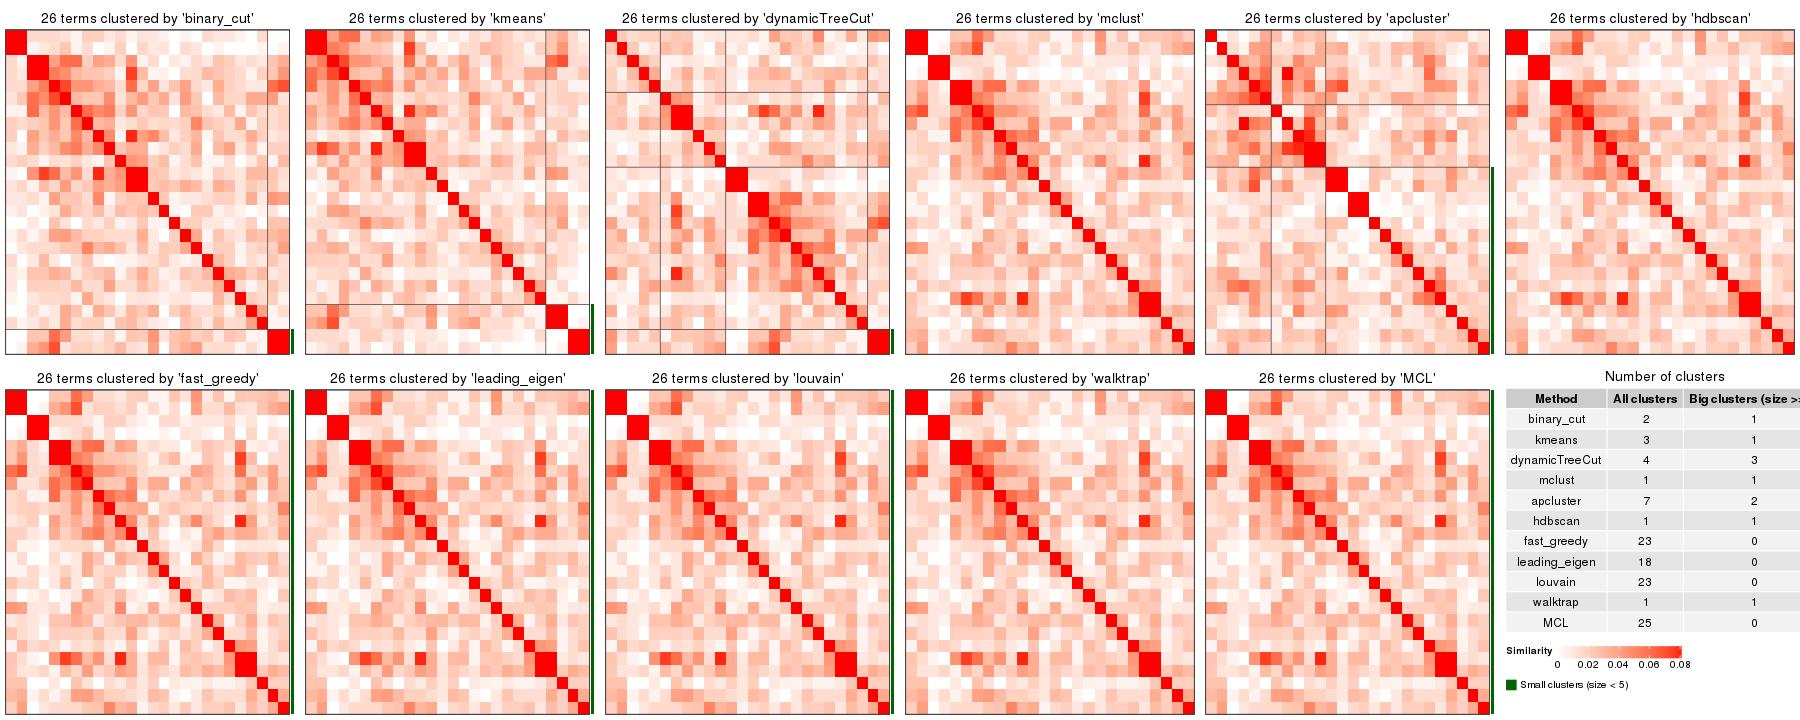 26 terms clustered by 'binary_cut'
26 terms clustered by 'kmeans'
26 terms clustered by 'dynamicTreeCut'
26 terms clustered by 'mclust'
26 terms clustered by 'apcluster'
26 terms clustered by 'hdbscan'
26 terms clustered by 'fast_greedy'
26 terms clustered by 'leading_eigen'
26 terms clustered by 'louvain'
26 terms clustered by 'walktrap'
26 terms clustered by 'MCL'
Number of clusters
Method All clusters Big clusters (size >=
binary_cut 2 1
kmeans 3 1
dynamicTreeCut 4 3
mclust 1 1
apcluster 7 2
hdbscan 1 1
fast_greedy 23 0
leading_eigen 18 0
louvain 23 0
walktrap 1 1
MCL 25 0
Similarity
0 0.02 0.04 0.06 0.08
Small clusters (size < 5)